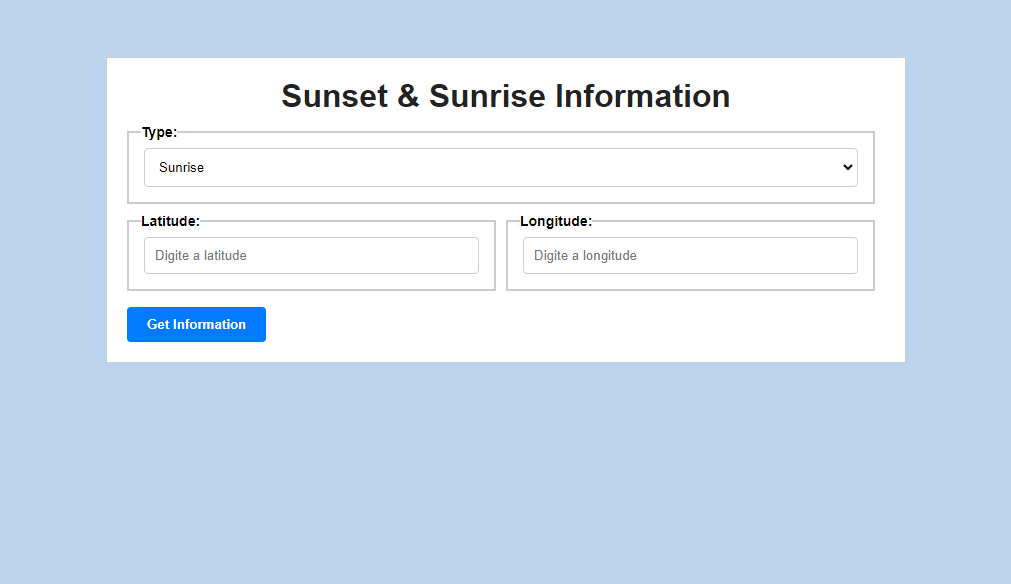 Sunset & Sunrise Information
Type:
Sunrise
Latitude:
Longitude:
Digite a latitude
Digite a longitude
Get Information